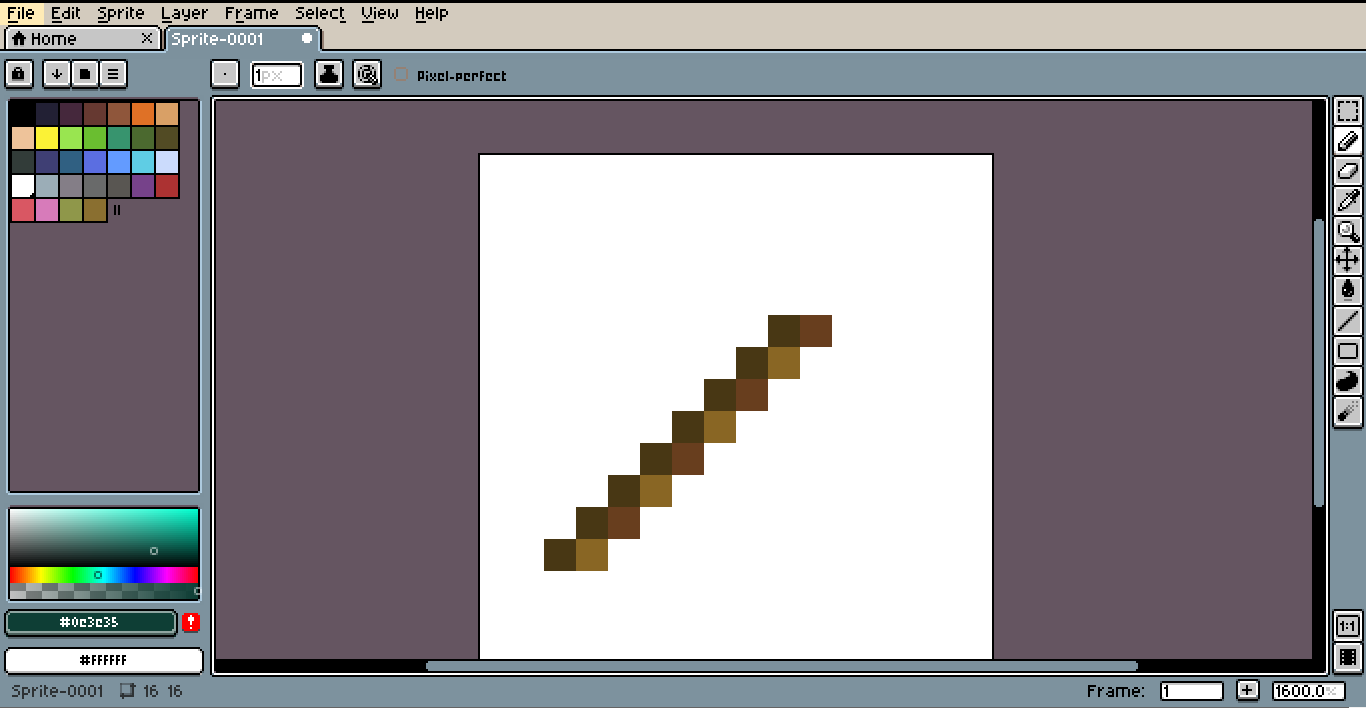 File Edit Sprite Layer Frame Select View Help
Home Sprite-0001
1px Pixel-perfect
#0e3e35
#FFFFFF
1:1
Sprite-0001 16 16 Frame: 1 + 1600.0%